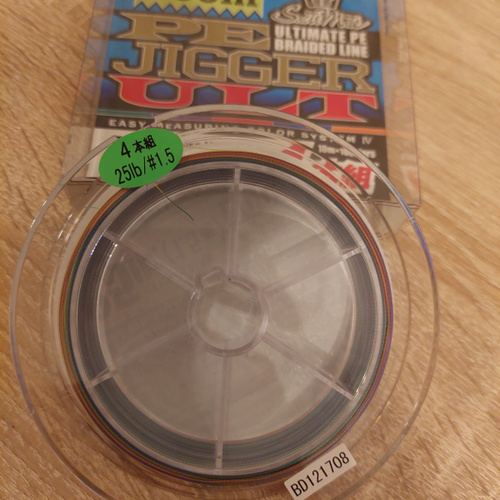 ULTIMATE PE
BRAIDED LINE
PE
JIGGER
ULT
EASY MEASURING COLOR SYSTEM IV
4本組
25lb/#1.5
BD121708